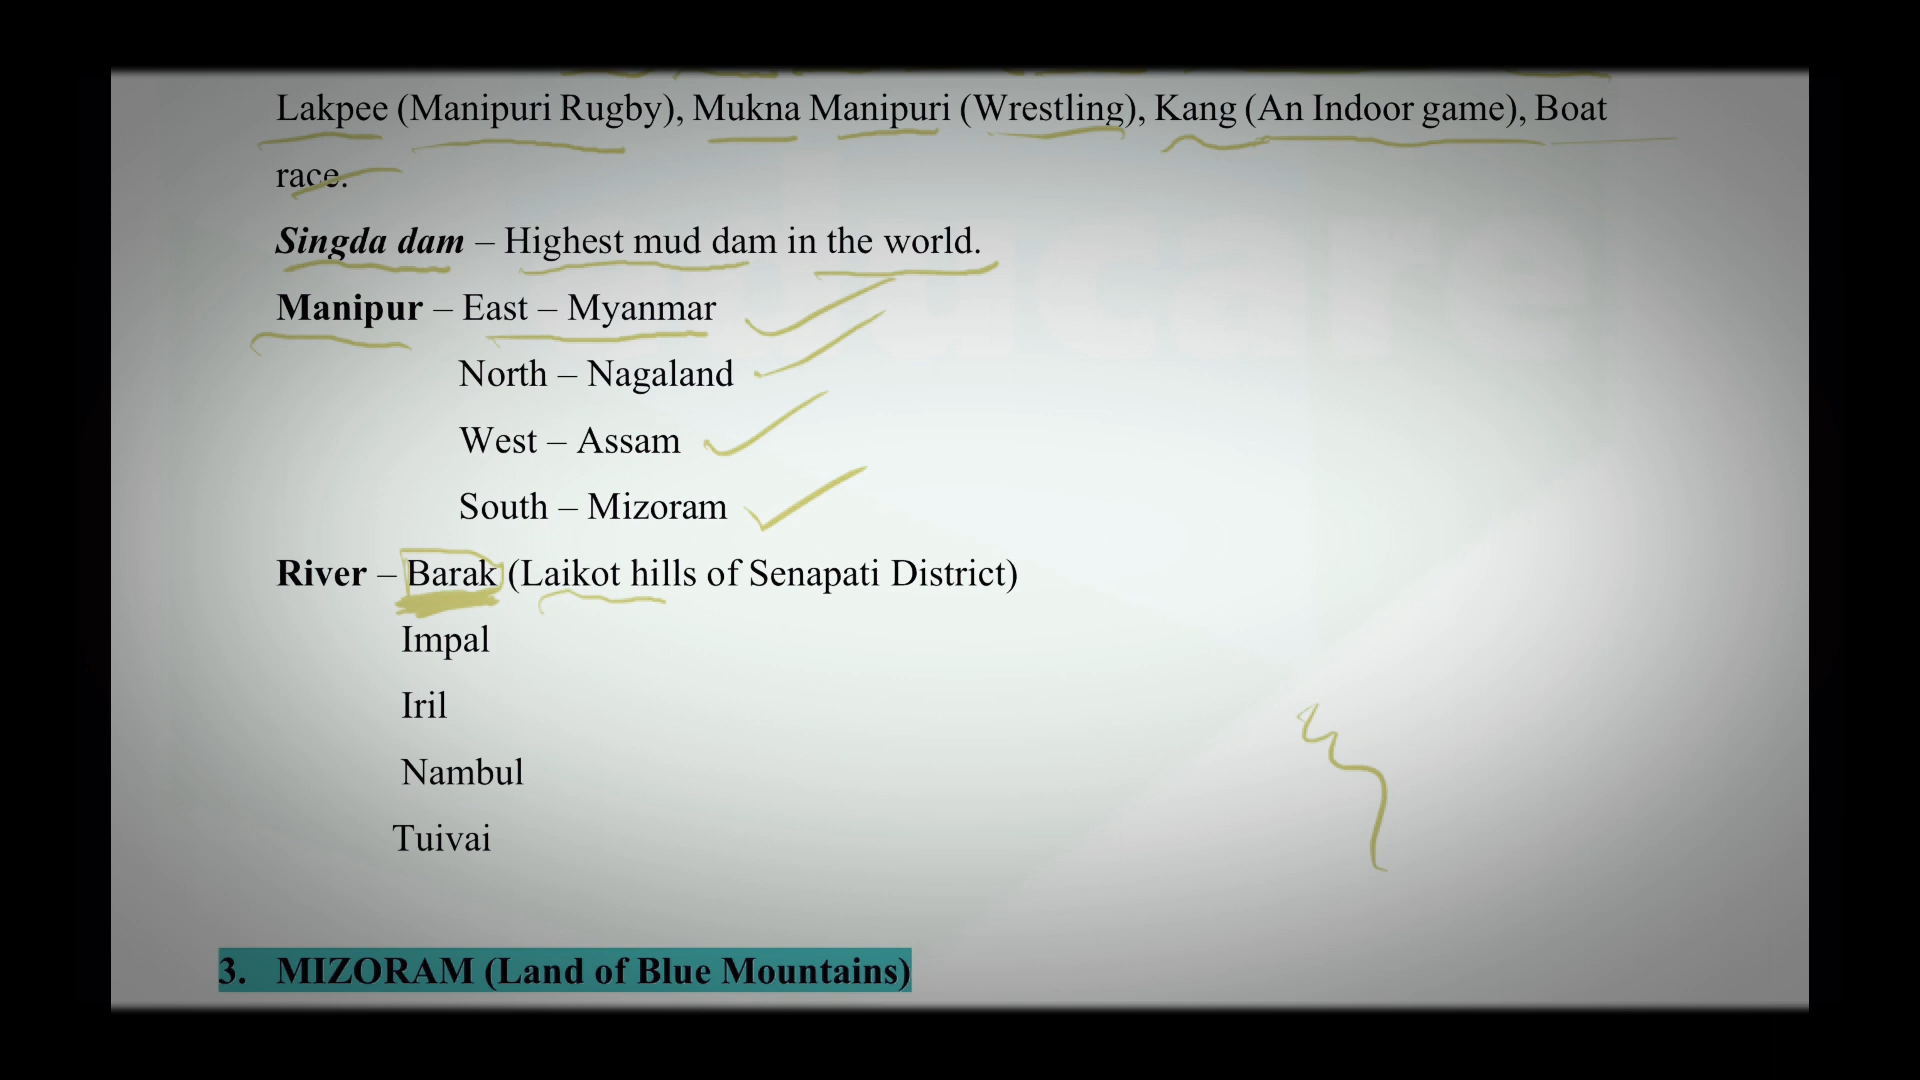 Lakpee (Manipuri Rugby), Mukna Manipuri (Wrestling), Kang (An Indoor game), Boat
race.
Singda dam – Highest mud dam in the world.
Manipur – East – Myanmar
North – Nagaland
West – Assam
South – Mizoram
River – Barak (Laikot hills of Senapati District)
Impal
Iril
Nambul
Tuivai
3. MIZORAM (Land of Blue Mountains)